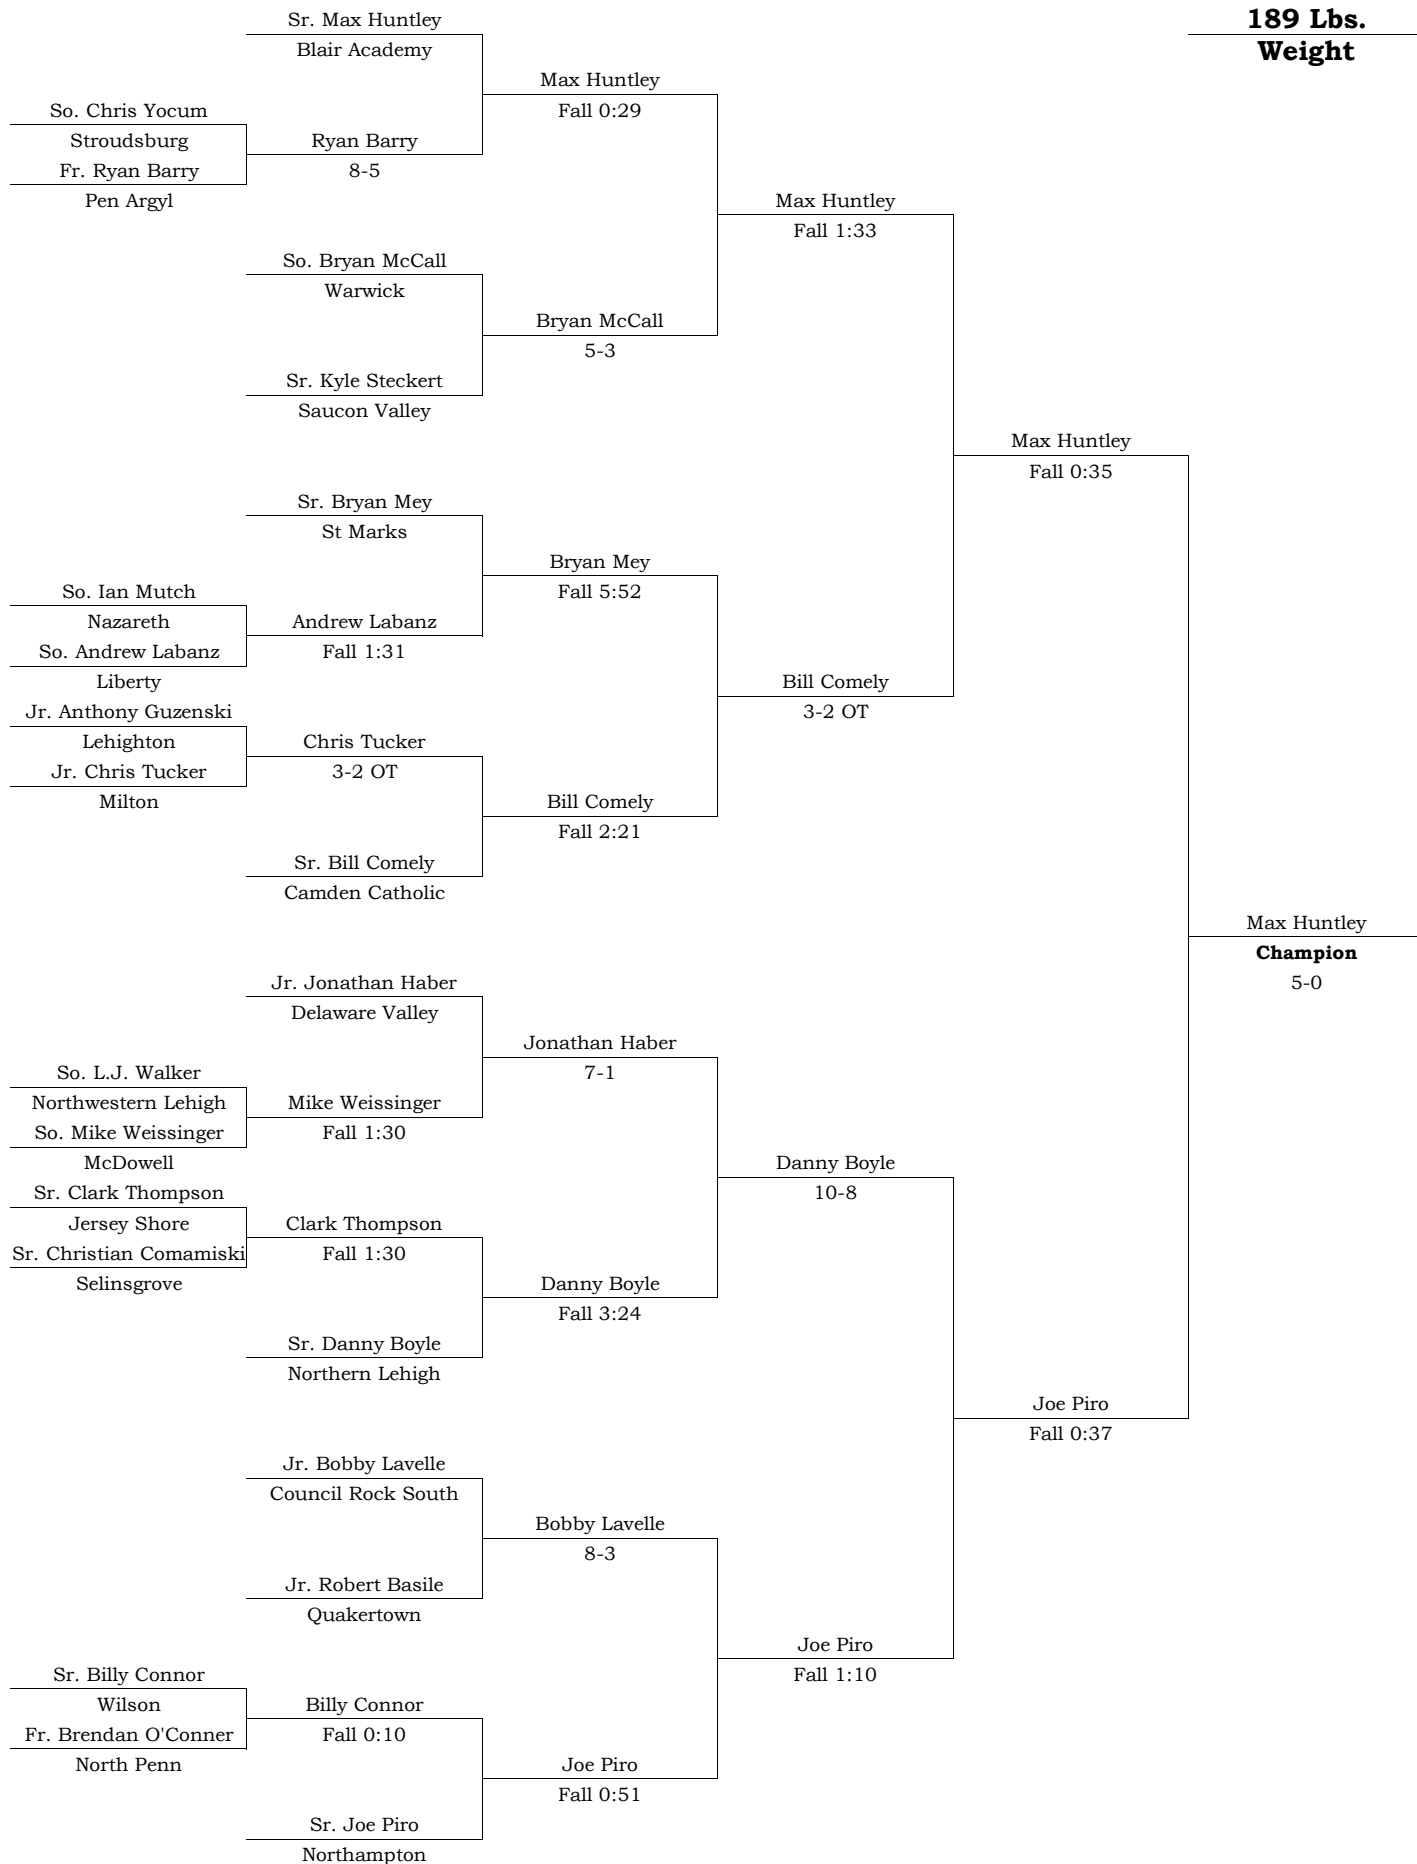 Sr. Max Huntley
189 Lbs.
Blair Academy
Weight
Max Huntley
So. Chris Yocum
Fall 0:29
Stroudsburg
Ryan Barry
Fr. Ryan Barry
8-5
Pen Argyl
Max Huntley
Fall 1:33
So. Bryan McCall
Warwick
Bryan McCall
5-3
Sr. Kyle Steckert
Saucon Valley
Max Huntley
Fall 0:35
Sr. Bryan Mey
St Marks
Bryan Mey
So. Ian Mutch
Fall 5:52
Nazareth
Andrew Labanz
So. Andrew Labanz
Fall 1:31
Liberty
Bill Comely
Jr. Anthony Guzenski
3-2 OT
Lehighton
Chris Tucker
Jr. Chris Tucker
3-2 OT
Milton
Bill Comely
Fall 2:21
Sr. Bill Comely
Camden Catholic
Max Huntley
Champion
Jr. Jonathan Haber
5-0
Delaware Valley
Jonathan Haber
So. L.J. Walker
7-1
Northwestern Lehigh
Mike Weissinger
So. Mike Weissinger
Fall 1:30
McDowell
Danny Boyle
Sr. Clark Thompson
10-8
Jersey Shore
Clark Thompson
Sr. Christian Comamiski
Fall 1:30
Selinsgrove
Danny Boyle
Fall 3:24
Sr. Danny Boyle
Northern Lehigh
Joe Piro
Fall 0:37
Jr. Bobby Lavelle
Council Rock South
Bobby Lavelle
8-3
Jr. Robert Basile
Quakertown
Joe Piro
Sr. Billy Connor
Fall 1:10
Wilson
Billy Connor
Fr. Brendan O'Conner
Fall 0:10
North Penn
Joe Piro
Fall 0:51
Sr. Joe Piro
Northampton